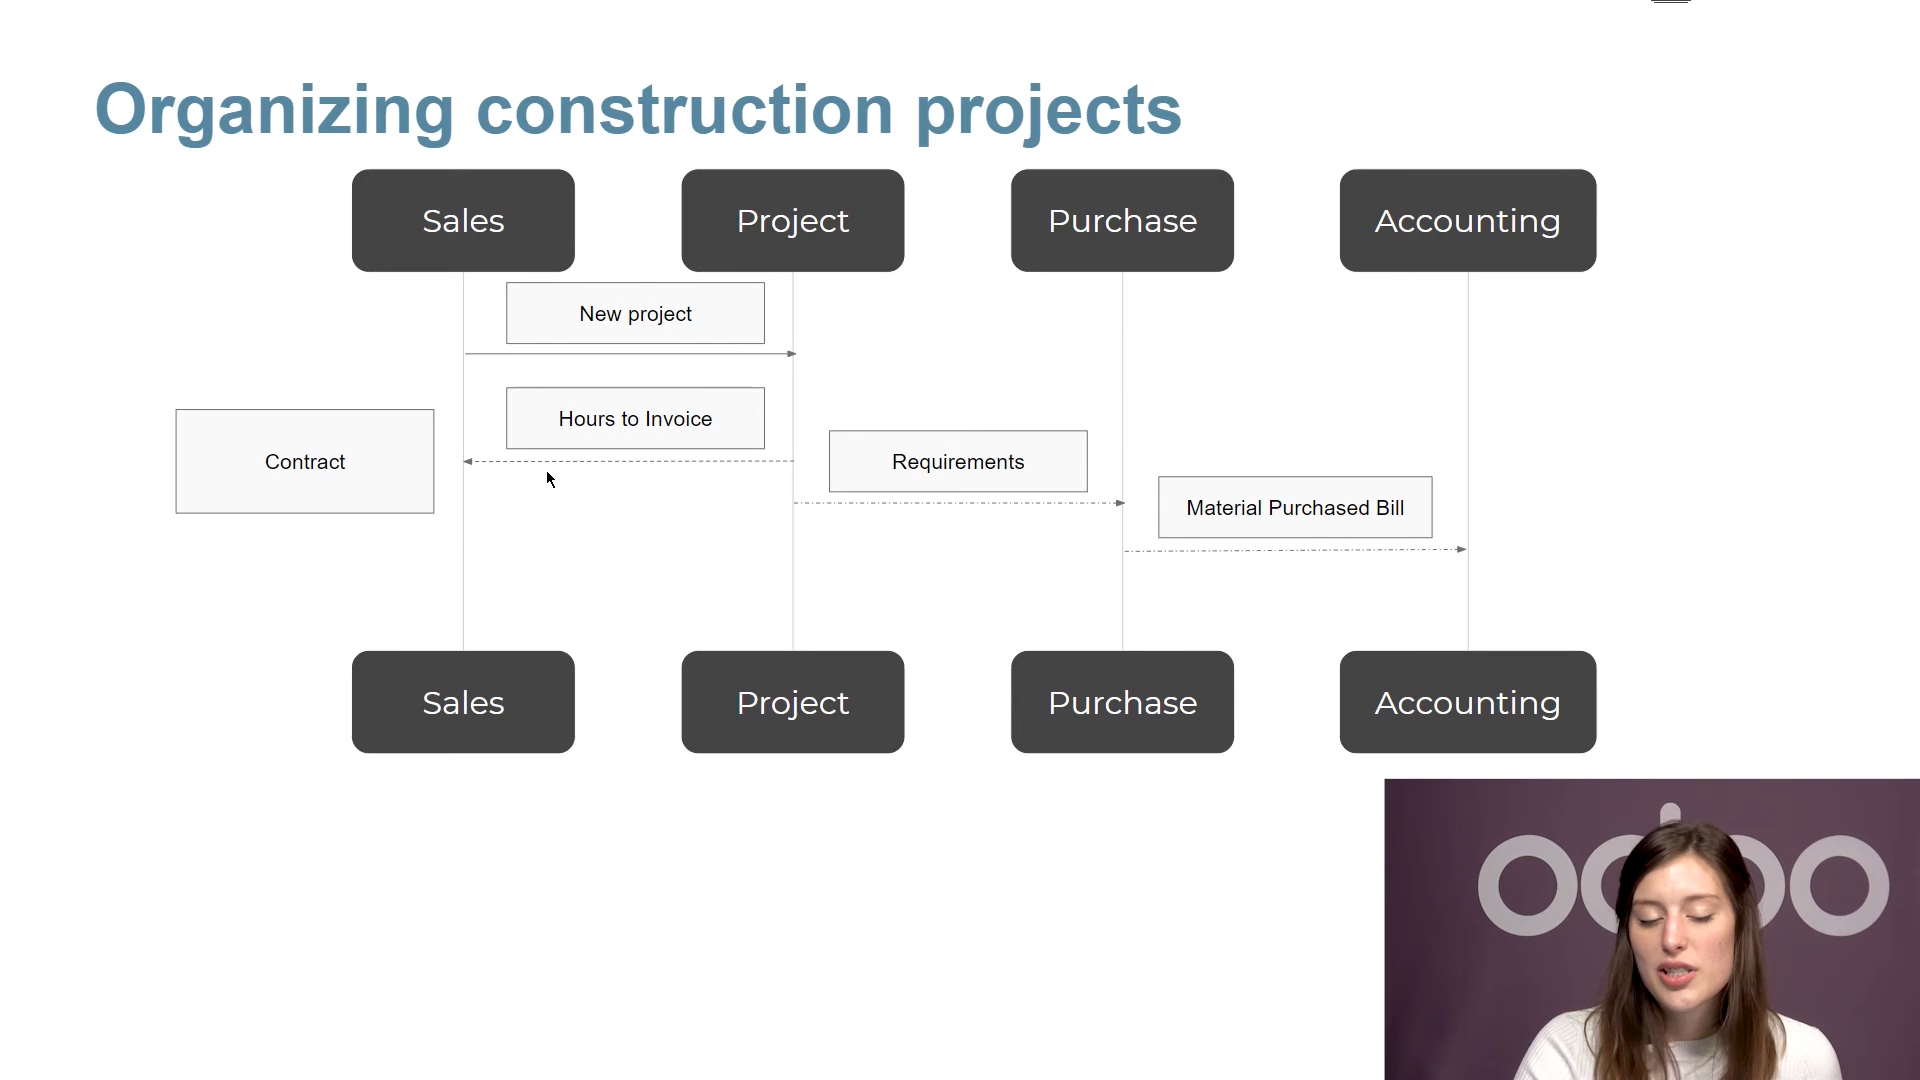 Organizing construction projects
Sales
Project
Purchase
Accounting
New project
Hours to Invoice
Contract
Requirements
Material Purchased Bill
Sales
Project
Purchase
Accounting
odoo